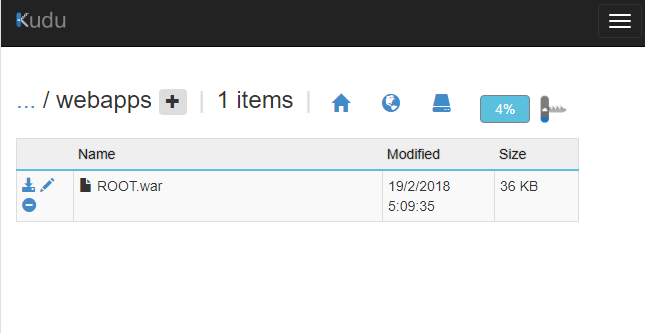 Kudu
... / webapps + | 1 items | 4%
Name Modified Size
ROOT.war 19/2/2018 36 KB
5:09:35